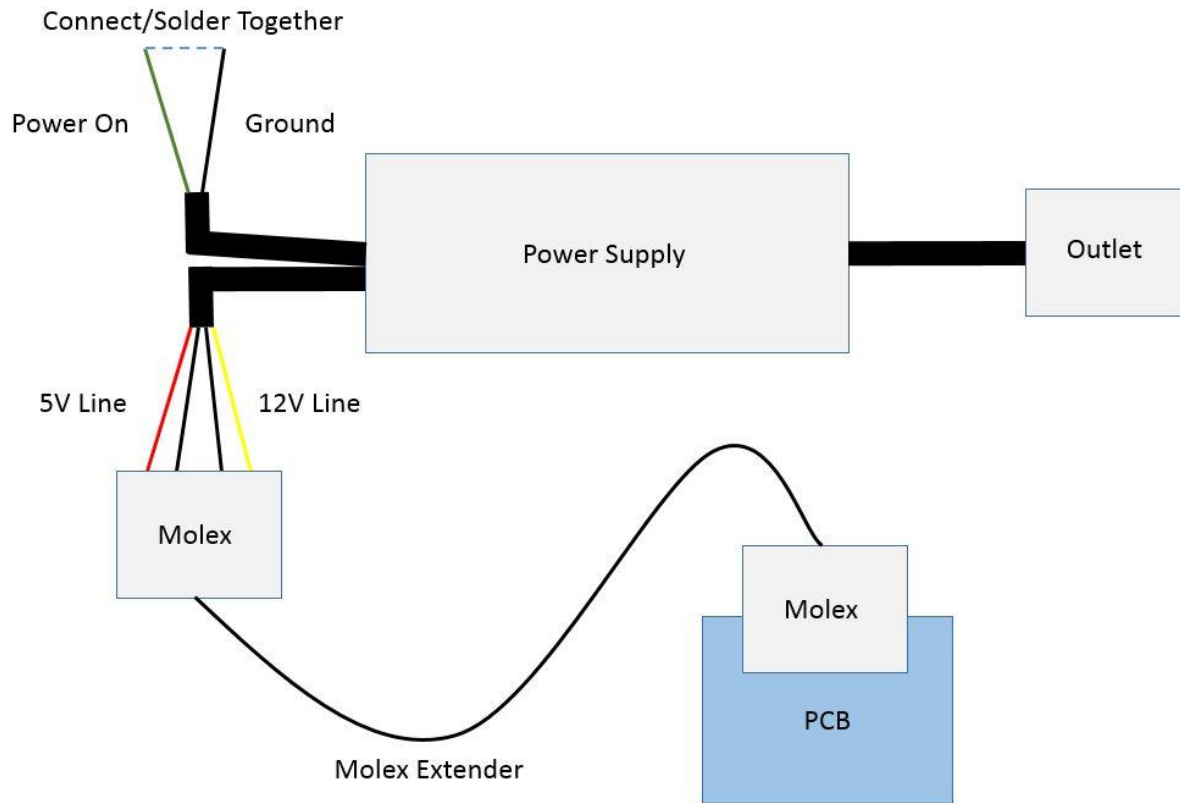 Connect/Solder Together
Power On
Ground
Power Supply
Outlet
5V Line
12V Line
Molex
Molex
PCB
Molex Extender